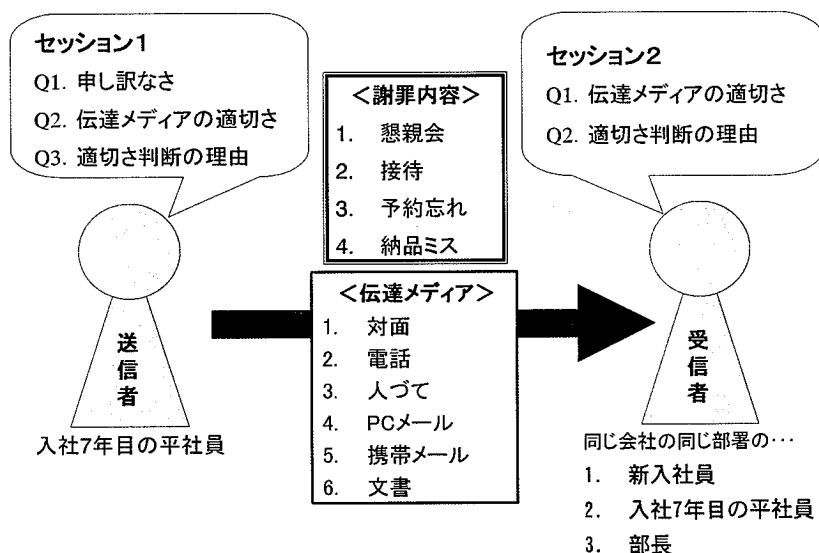 セッション1
Q1. 申し訳なさ
Q2. 伝達メディアの適切さ
Q3. 適切さ判断の理由
<謝罪内容>
1. 懇親会
2. 接待
3. 予約忘れ
4. 納品ミス
セッション2
Q1. 伝達メディアの適切さ
Q2. 適切さ判断の理由
<伝達メディア>
1. 対面
2. 電話
3. 人づて
4. PCメール
5. 携帯メール
6. 文書
送信者
入社7年目の平社員
受信者
同じ会社の同じ部署の…
1. 新入社員
2. 入社7年目の平社員
3. 部長